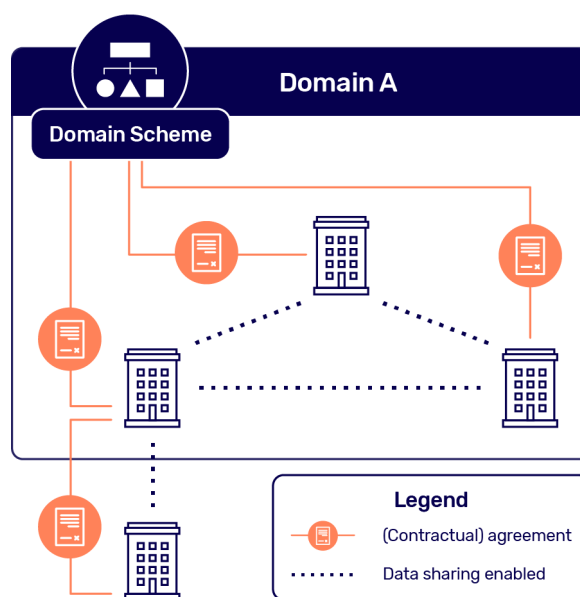 Domain A
Domain Scheme
Legend
(Contractual) agreement
Data sharing enabled